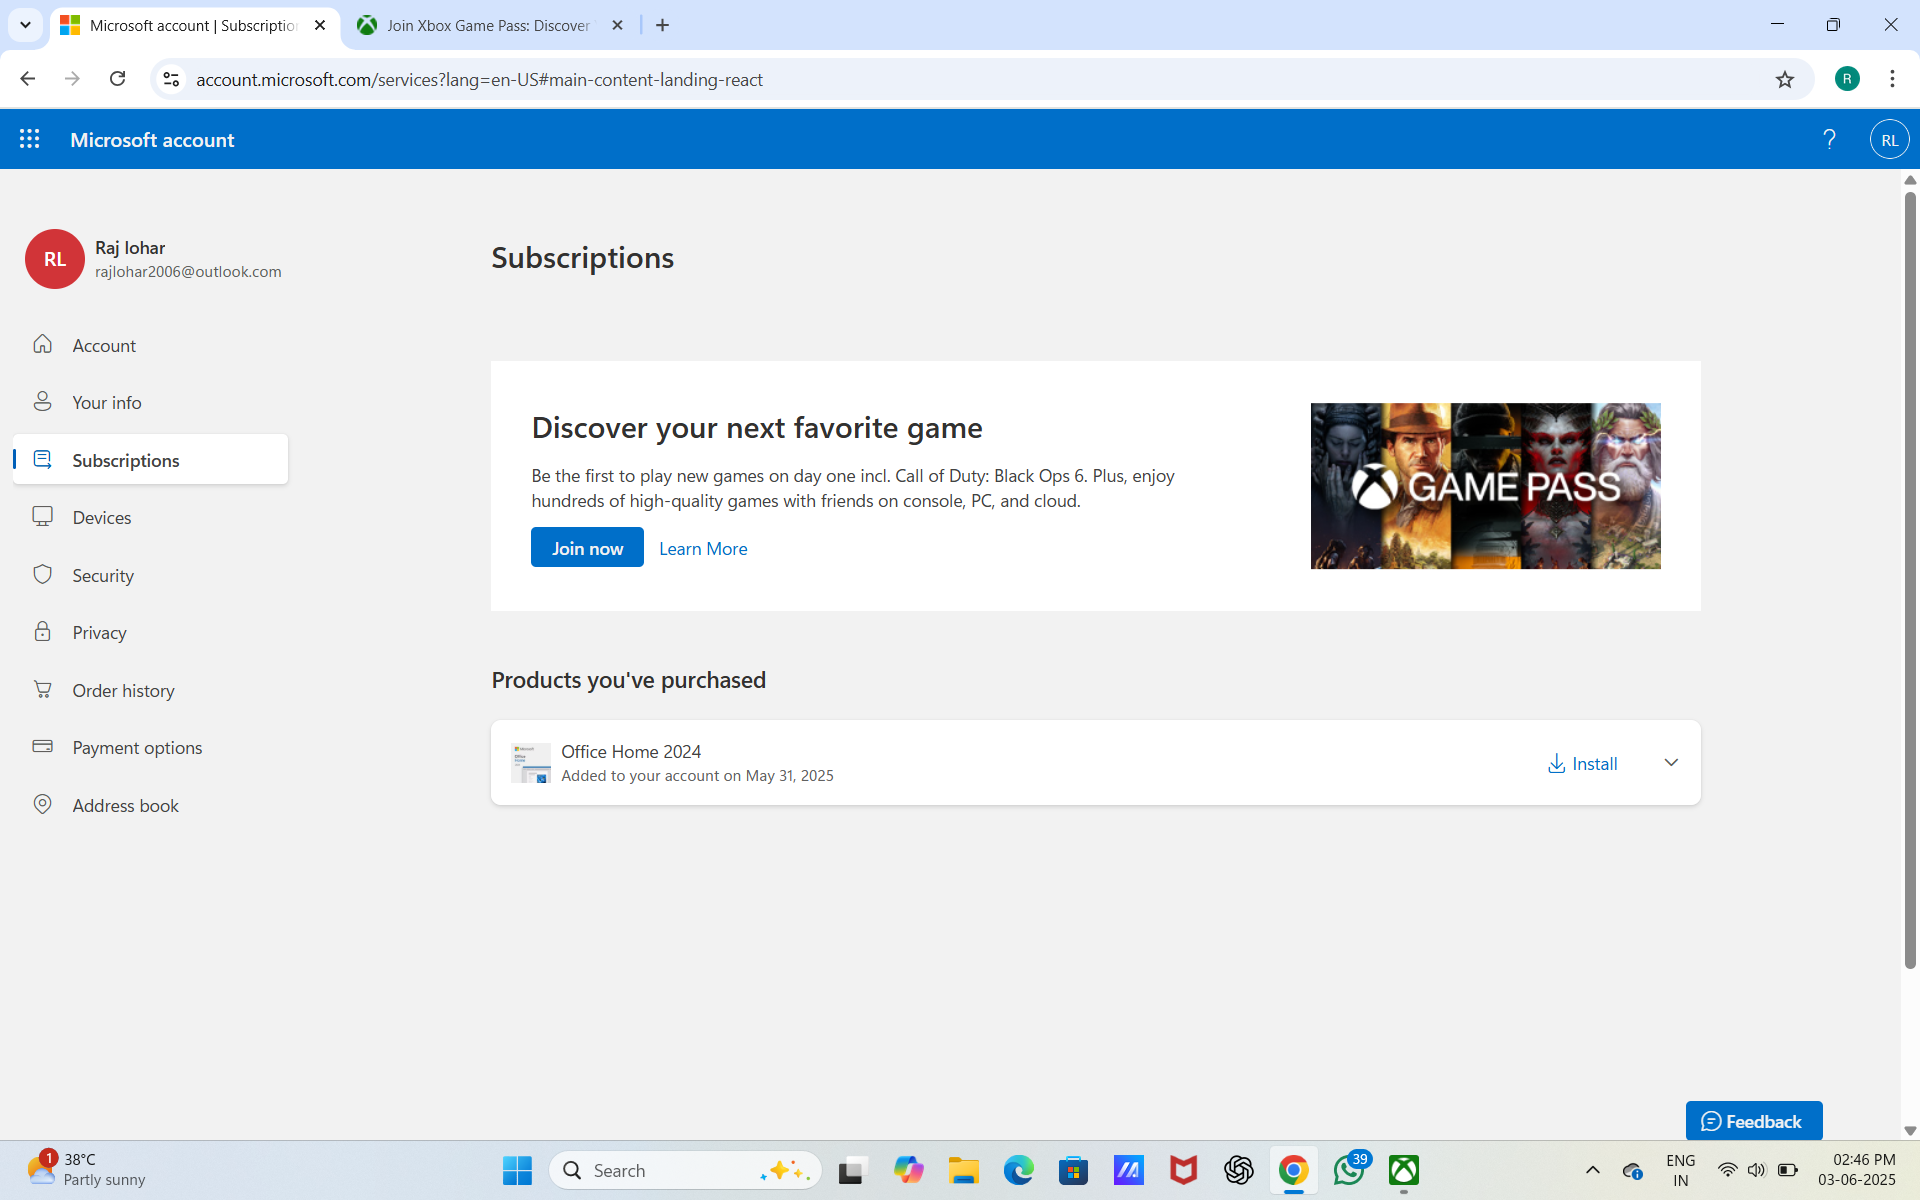 Microsoft account | Subscription
Join Xbox Game Pass: Discover
account.microsoft.com/services?lang=en-US#main-content-landing-react
R
Microsoft account
?
RL
RL
Raj lohar
rajlohar2006@outlook.com
Account
Your info
Subscriptions
Devices
Security
Privacy
Order history
Payment options
Address book
Subscriptions
Discover your next favorite game
Be the first to play new games on day one incl. Call of Duty: Black Ops 6. Plus, enjoy
hundreds of high-quality games with friends on console, PC, and cloud.
Join now
Learn More
GAME PASS
Products you've purchased
Office Home 2024
Added to your account on May 31, 2025
Install
Feedback
1
38°C
Partly sunny
Search
39
ENG
IN
02:46 PM
03-06-2025